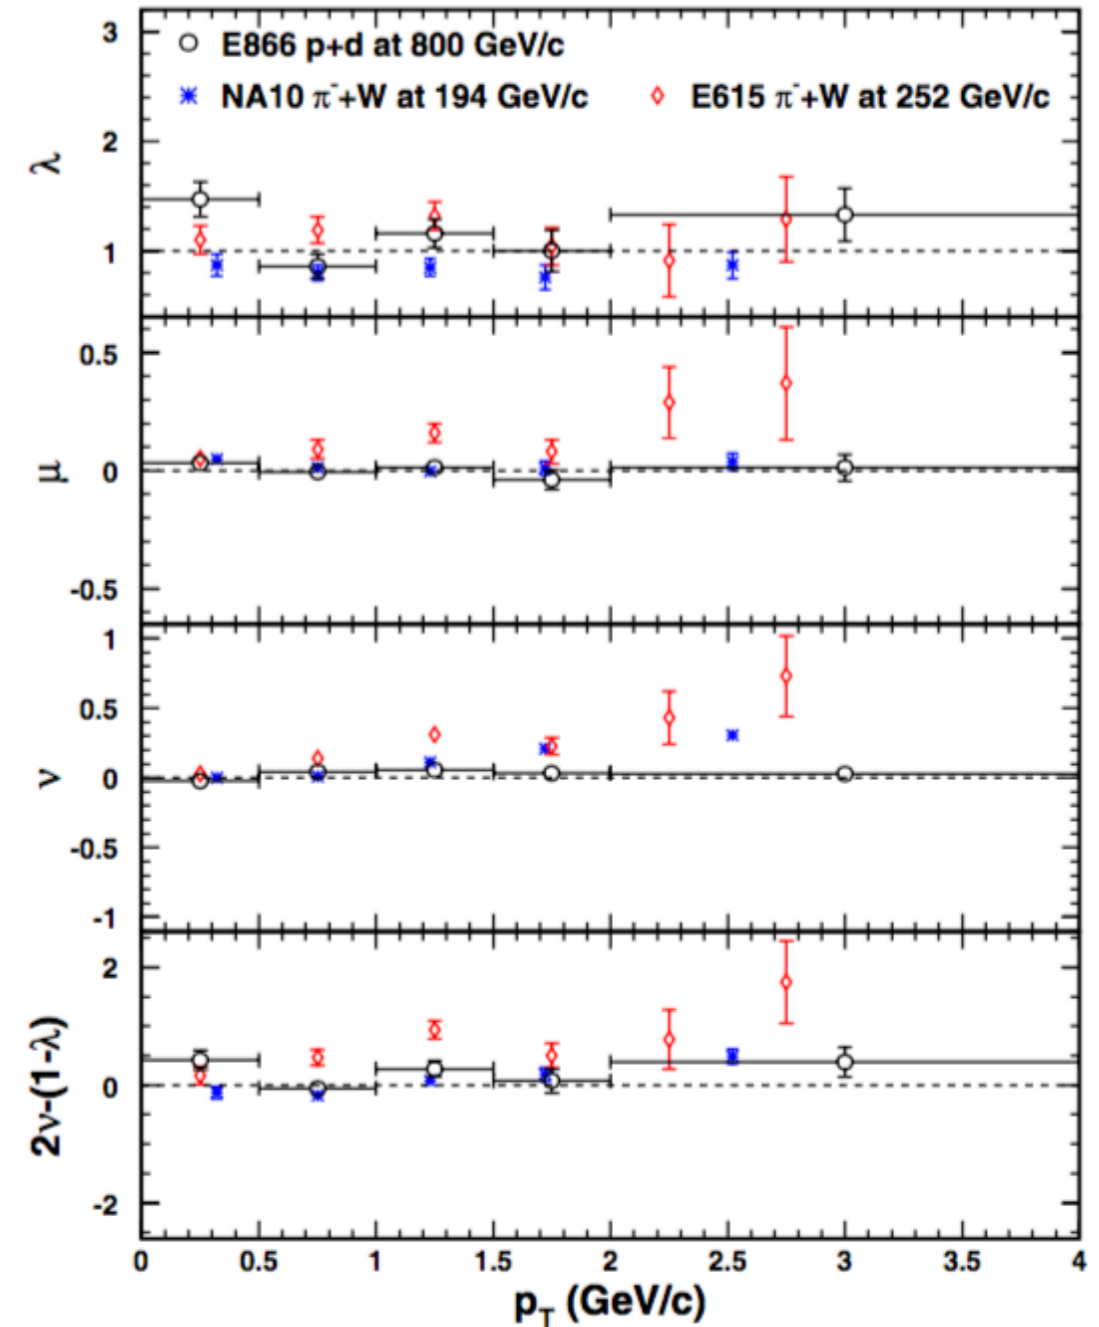 E866 p+d at 800 GeV/c
NA10 π⁻+W at 194 GeV/c
E615 π⁻+W at 252 GeV/c
3
2
1
λ
0.5
0
-0.5
μ
1
0.5
0
-0.5
-1
ν
2
0
-2
2ν-(1-λ)
0 0.5 1 1.5 2 2.5 3 3.5 4
p_T (GeV/c)